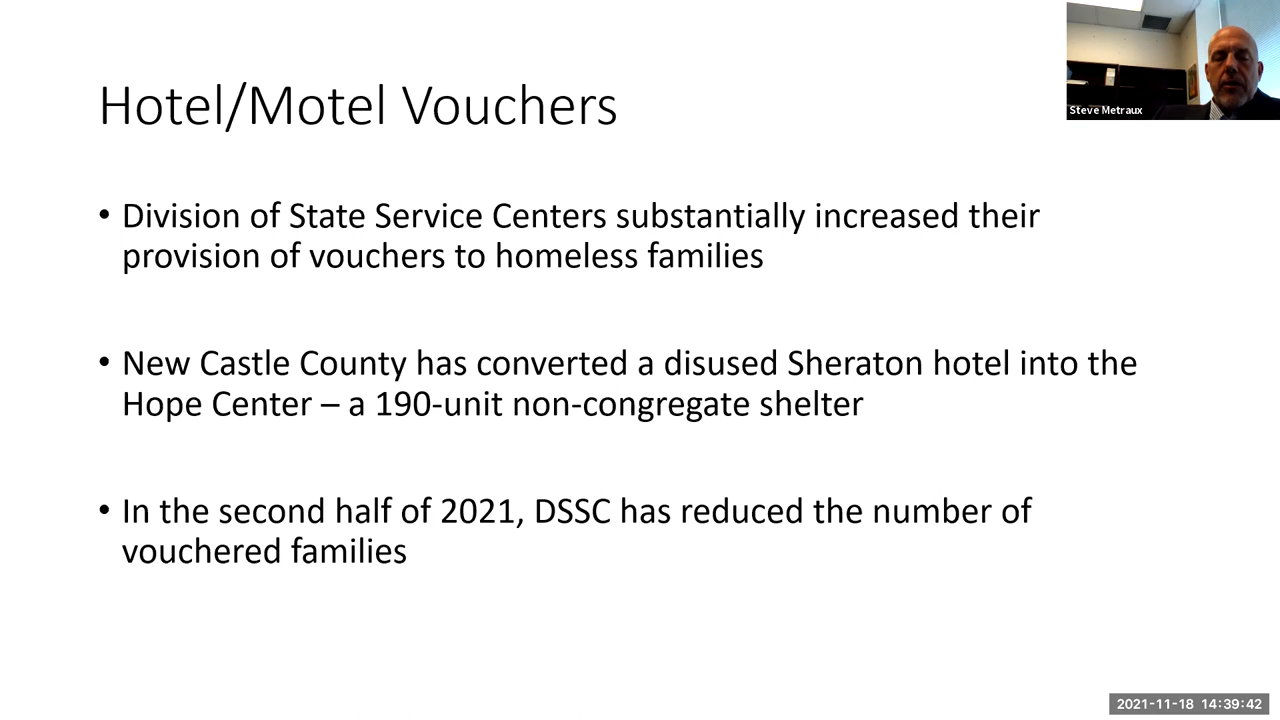 Hotel/Motel Vouchers
Steve Metraux
• Division of State Service Centers substantially increased their
provision of vouchers to homeless families
• New Castle County has converted a disused Sheraton hotel into the
Hope Center – a 190-unit non-congregate shelter
• In the second half of 2021, DSSC has reduced the number of
vouchered families
2021-11-18 14:39:42